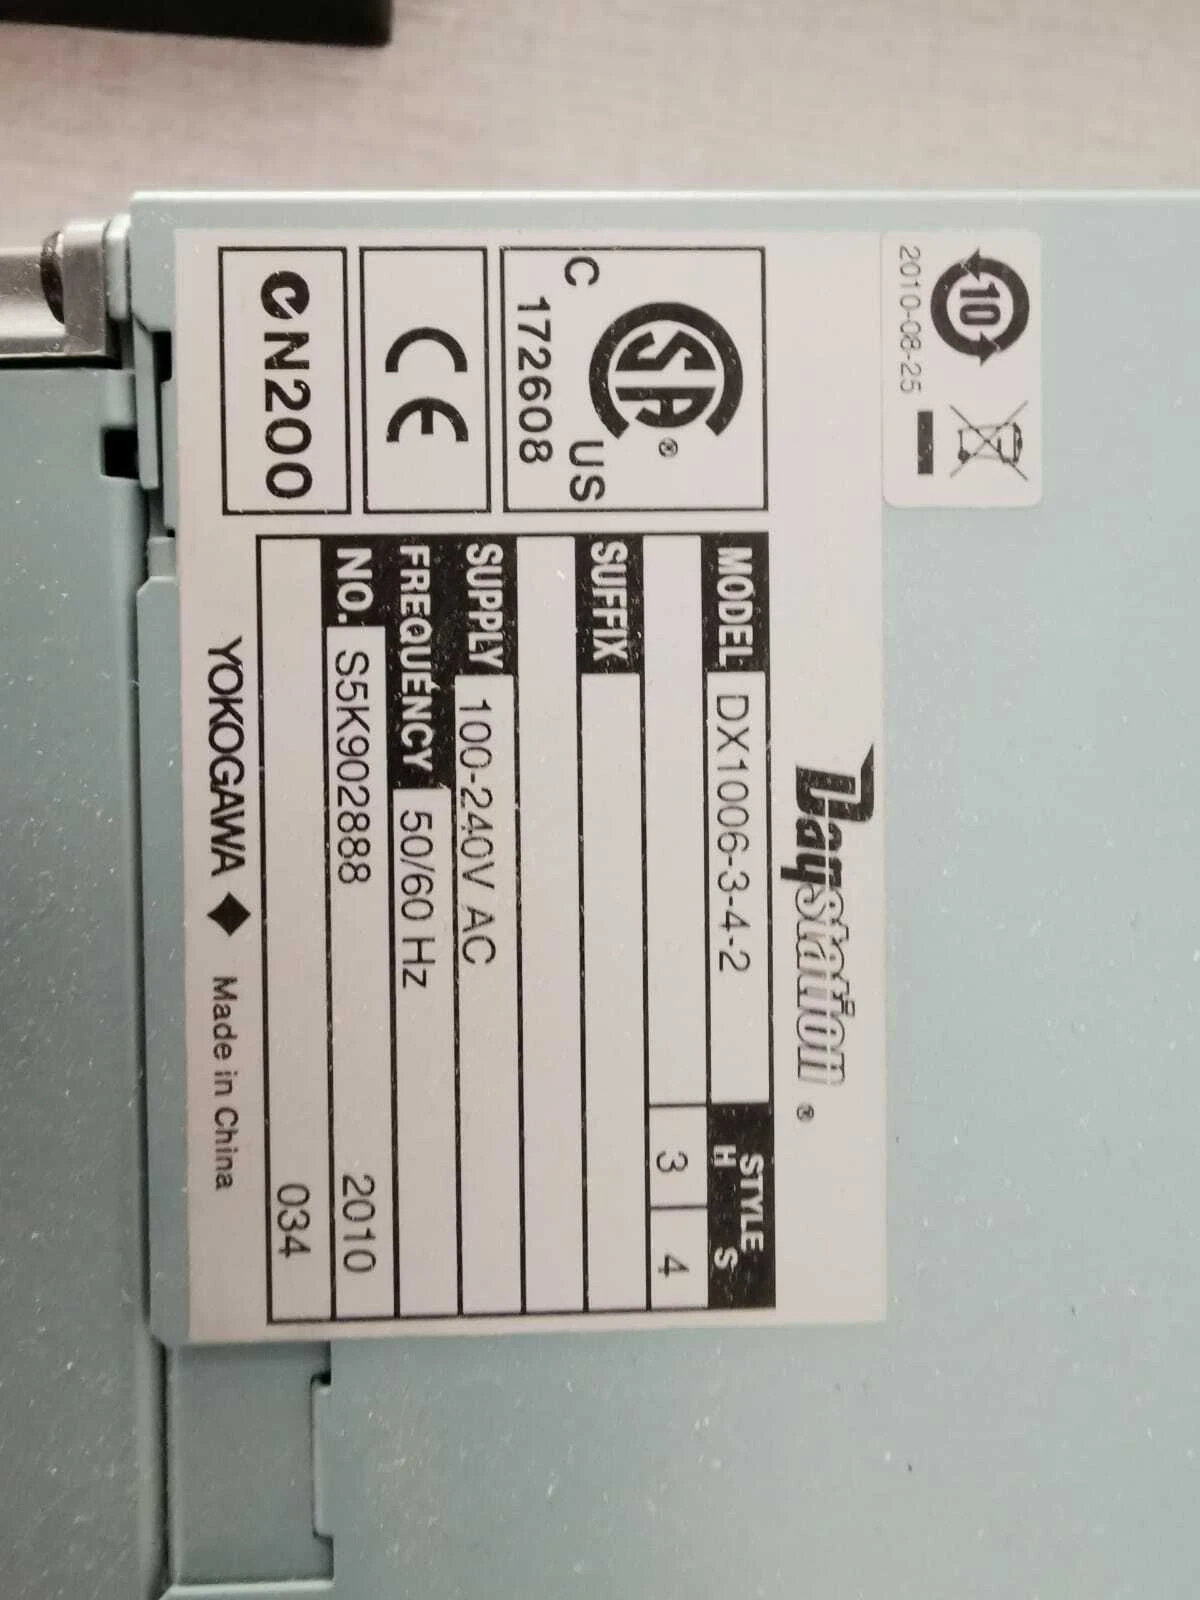 10
2010-08-25
Daystation ®
C SA ® US
172608
CE
N200
MODEL DX1006-3-4-2
STYLE
H S
3 4
SUFFIX
SUPPLY 100-240V AC
FREQUENCY 50/60 Hz
NO. S5K902888 2010
034
YOKOGAWA ◆ Made in China